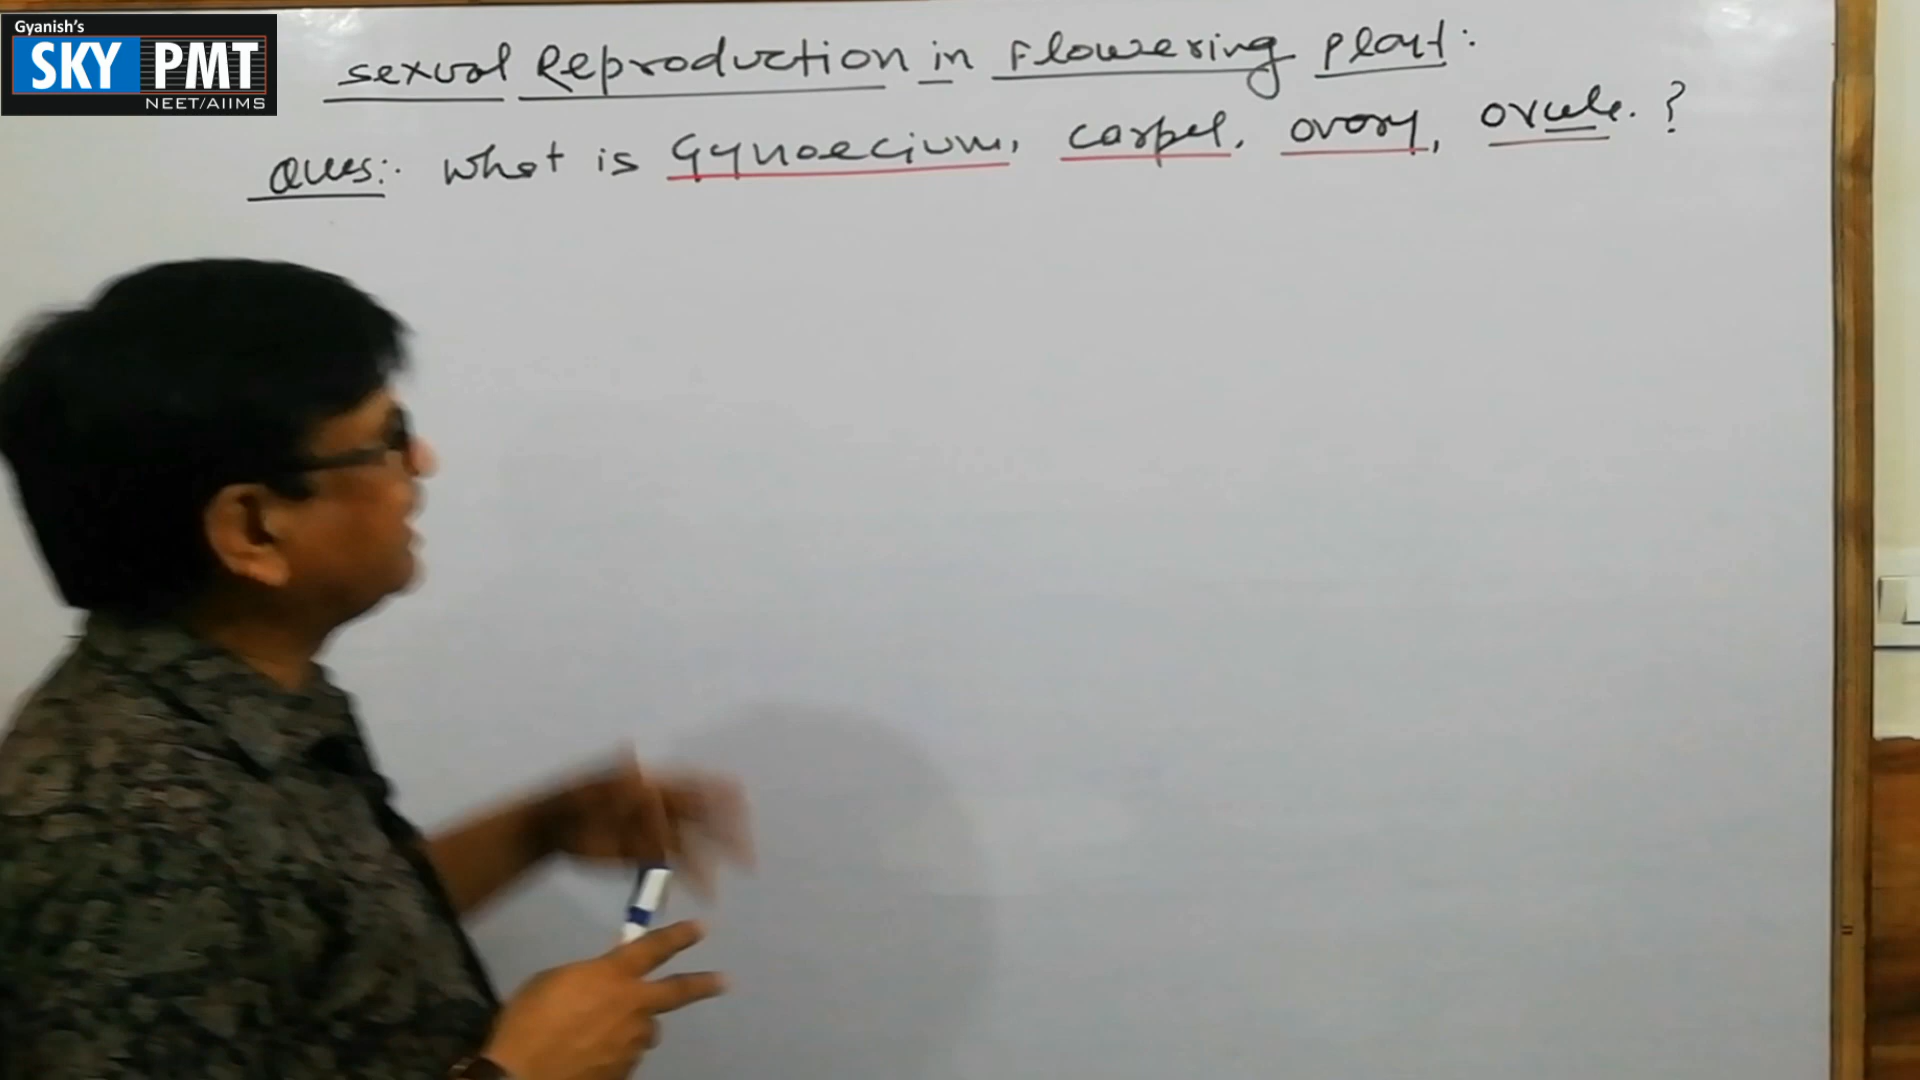 Gyanish's
SKY PMT
NEET/AIIMS
Sexual Reproduction in Flowering Plant:
Ques:. What is Gynoecium, carpel, ovary, ovule. ?